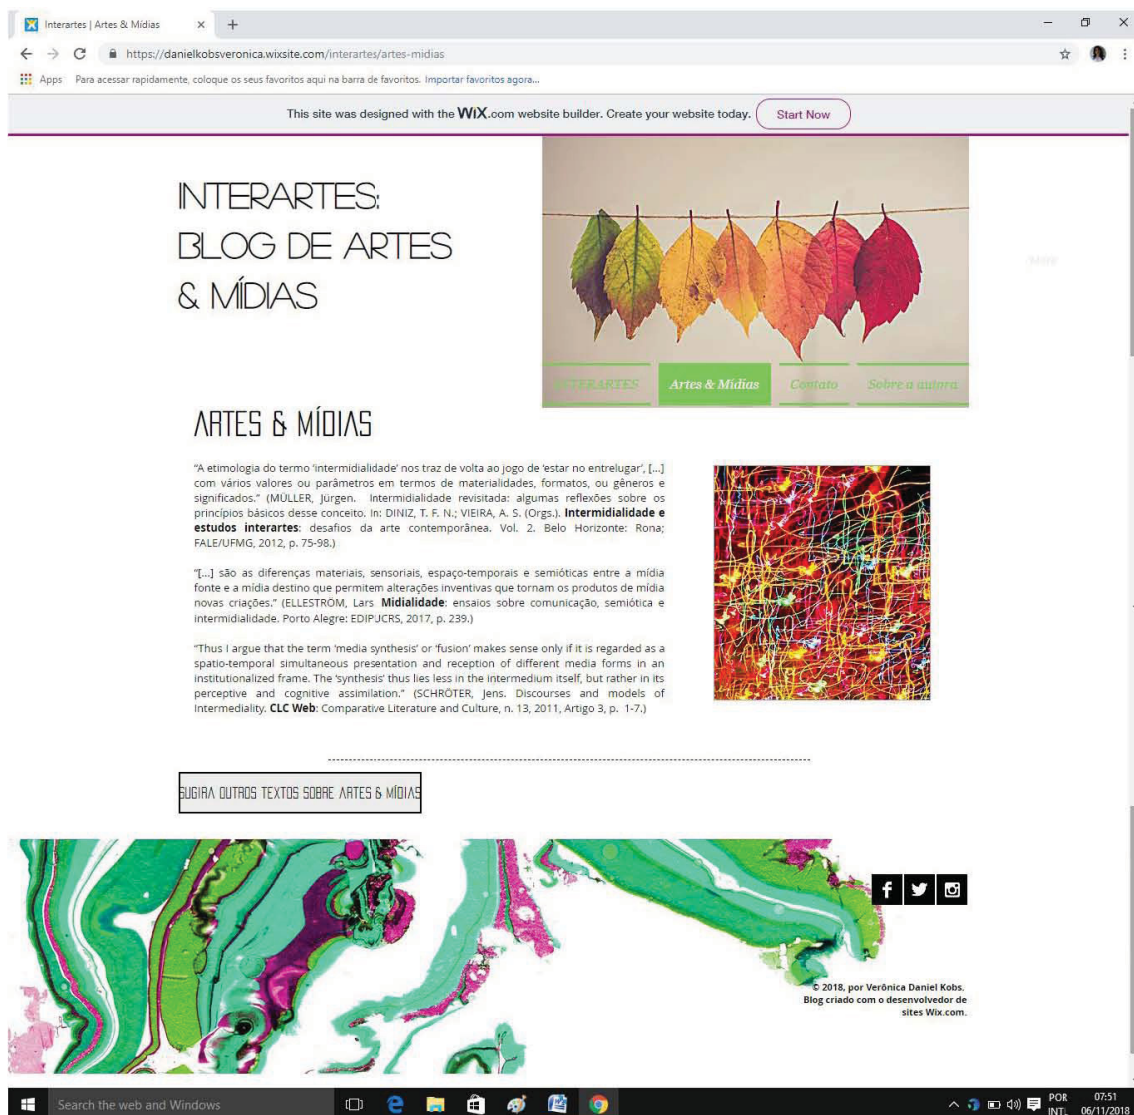 Interartes | Artes & Mídias
https://danielkobsveronica.wixsite.com/interartes/artes-midias
Apps Para acessar rapidamente, coloque os seus favoritos aqui na barra de favoritos. Importar favoritos agora...
This site was designed with the WiX.com website builder. Create your website today. Start Now
INTERARTES:
BLOG DE ARTES
& MÍDIAS
More
INTERARTES Artes & Mídias Contato Sobre a autora
ARTES & MÍDIAS
“A etimologia do termo ‘intermidialidade’ nos traz de volta ao jogo de ‘estar no entrelugar’, [...]
com vários valores ou parâmetros em termos de materialidades, formatos, ou gêneros e
significados.” (MÜLLER, Jürgen. Intermidialidade revisitada: algumas reflexões sobre os
princípios básicos desse conceito. In: DINIZ, T. F. N.; VIEIRA, A. S. (Orgs.). Intermidialidade e
estudos interartes: desafios da arte contemporânea. Vol. 2. Belo Horizonte: Rona;
FALE/UFMG, 2012, p. 75-98.)
“[...] são as diferenças materiais, sensoriais, espaço-temporais e semióticas entre a mídia
fonte e a mídia destino que permitem alterações inventivas que tornam os produtos de mídia
novas criações.” (ELLESTRÖM, Lars Midialidade: ensaios sobre comunicação, semiótica e
intermidialidade. Porto Alegre: EDIPUCRS, 2017, p. 239.)
“Thus I argue that the term ‘media synthesis’ or ‘fusion’ makes sense only if it is regarded as a
spatio-temporal simultaneous presentation and reception of different media forms in an
institutionalized frame. The ‘synthesis’ thus lies less in the intermedium itself, but rather in its
perceptive and cognitive assimilation.” (SCHRÖTER, Jens. Discourses and models of
Intermediality. CLC Web: Comparative Literature and Culture, n. 13, 2011, Artigo 3, p. 1-7.)
SUGIRA OUTROS TEXTOS SOBRE ARTES & MÍDIAS
© 2018, por Verônica Daniel Kobs.
Blog criado com o desenvolvedor de
sites Wix.com.
Search the web and Windows
POR 07:51
INTL 06/11/2018